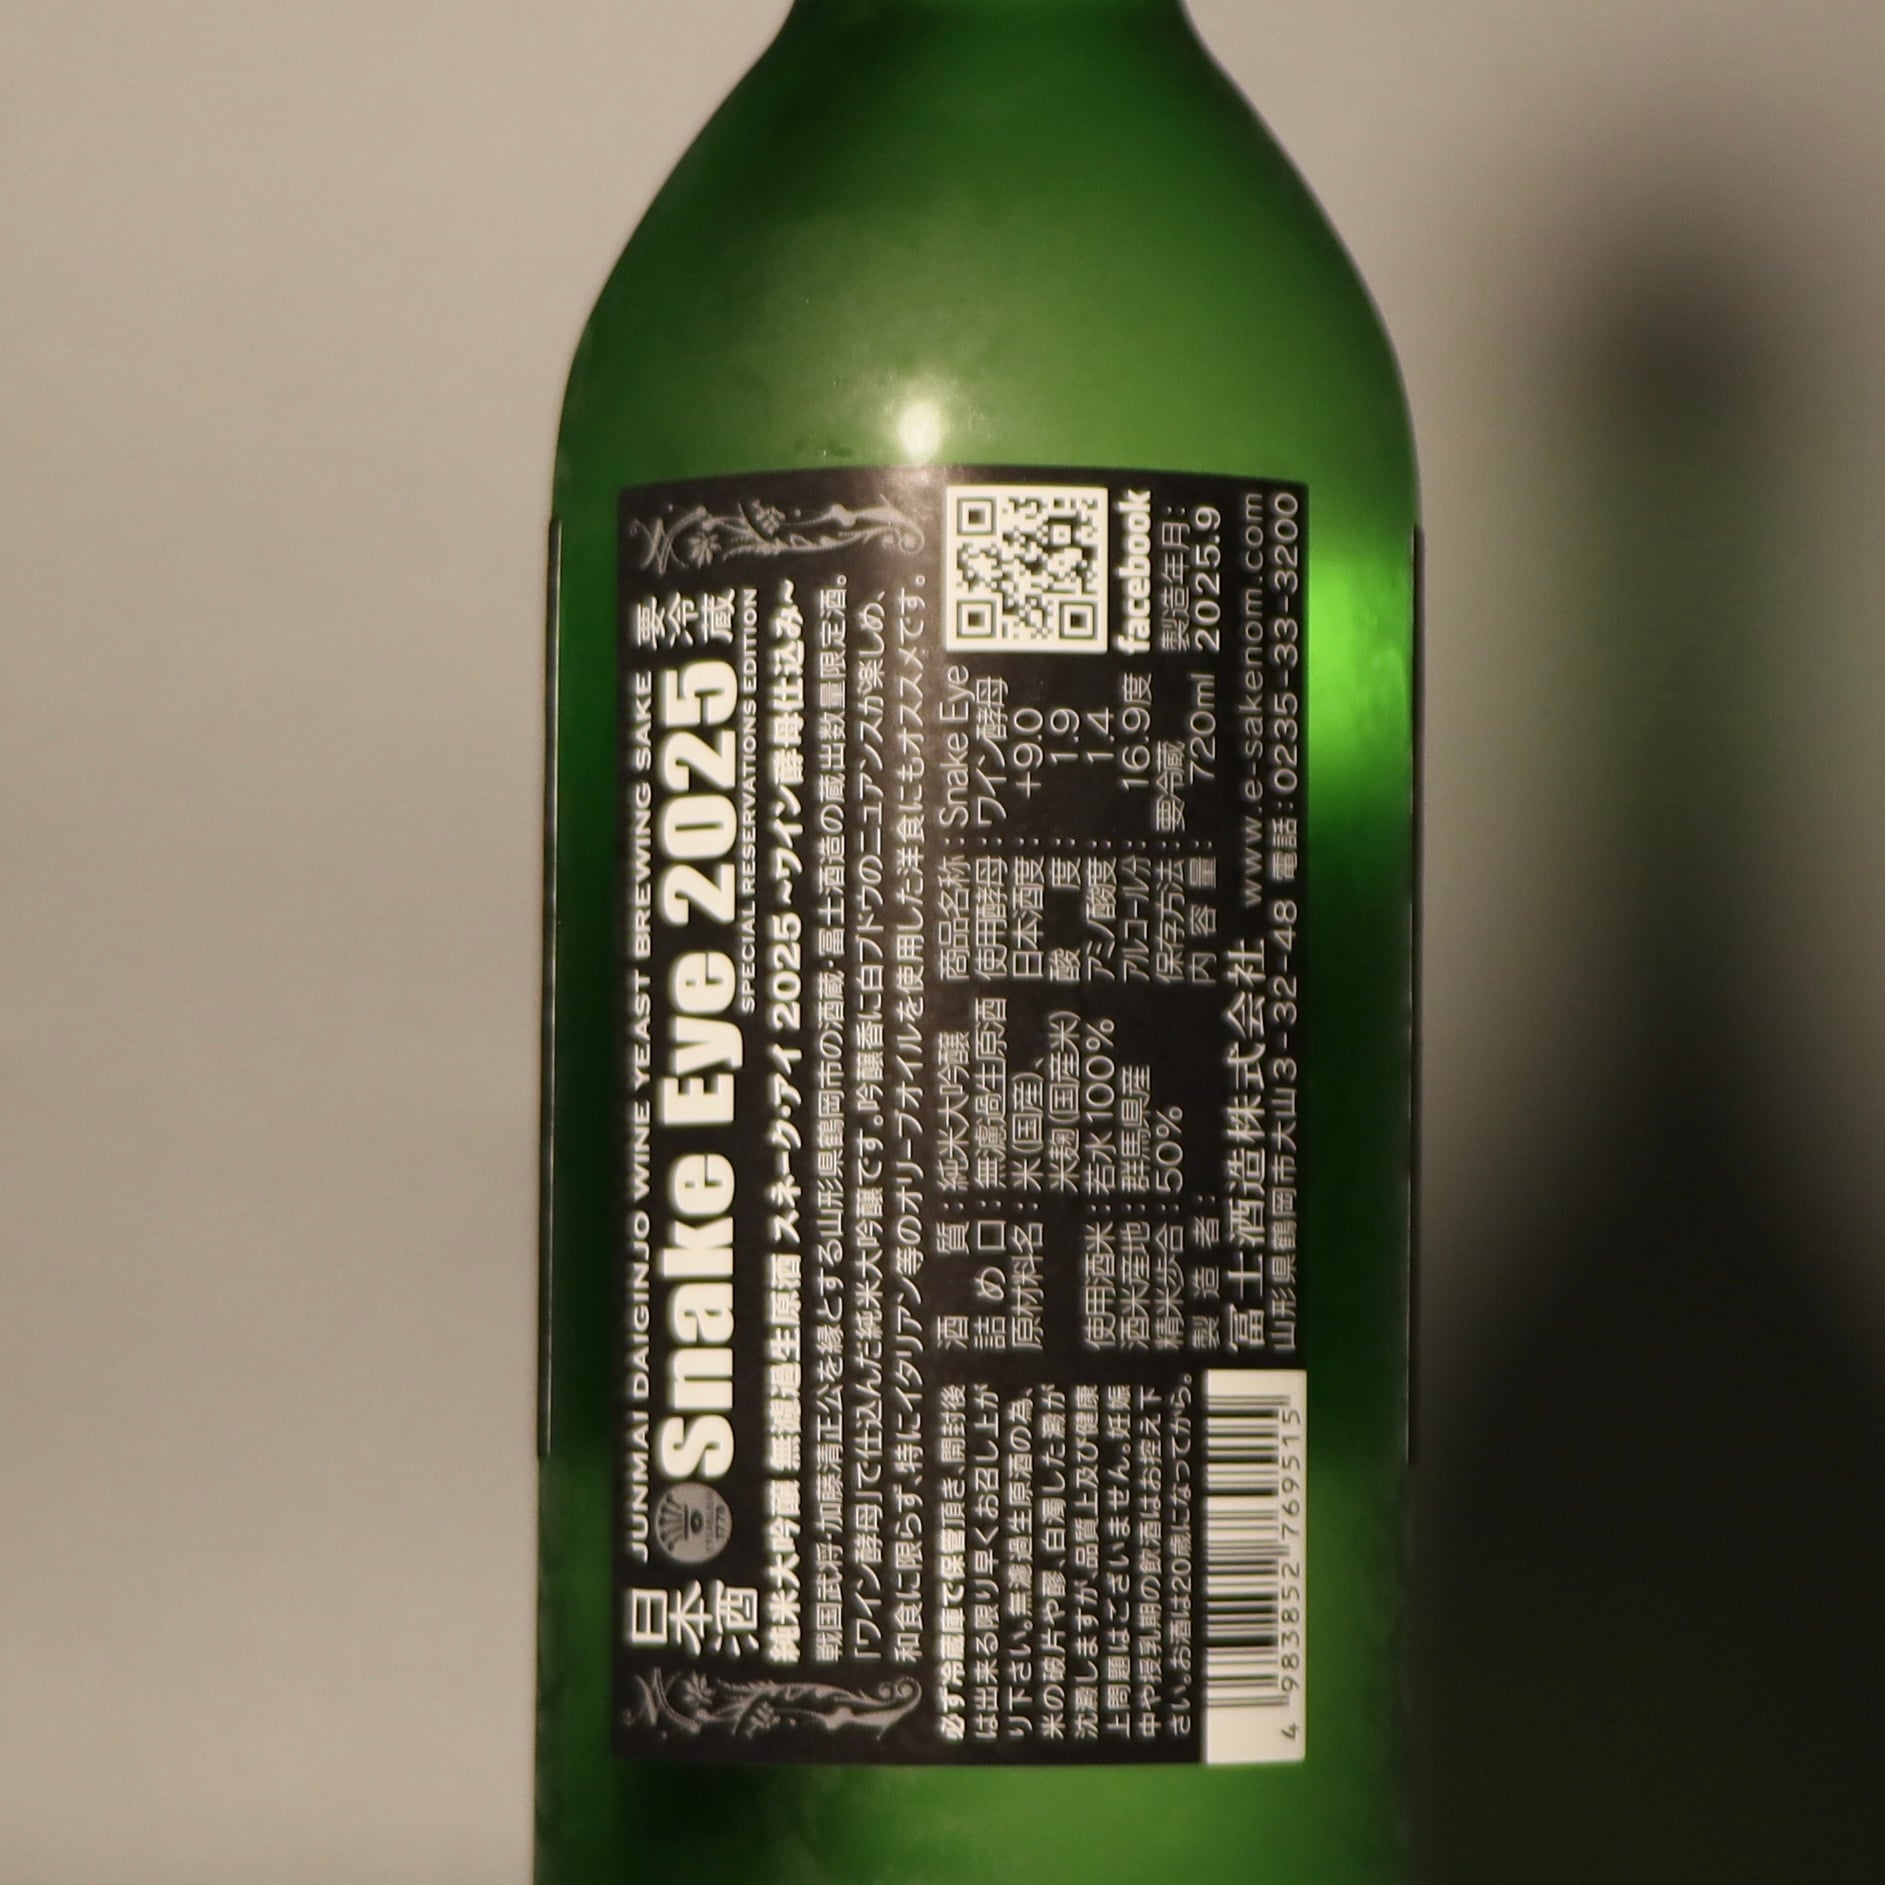 日本酒
JUNMAI DAIGINJO WINE YEAST BREWING SAKE
Snake Eye 2025
SPECIAL RESERVATIONS EDITION
要冷蔵
純米大吟醸 無濾過生原酒 スネーク・アイ 2025 ~ワイン酵母仕込み~
戦国武将・加藤清正公を縁とする山形県鶴岡市の酒蔵・冨士酒造の蔵出数量限定酒。
「ワイン酵母」で仕込んだ純米大吟醸です。吟醸香に白ブドウのニュアンスが楽しめ、
和食に限らず、特にイタリアン等のオリーブオイルを使用した洋食にもオススメです。
必ず冷蔵庫で保管頂き、開封後
は出来る限り早くお召し上が
り下さい。無濾過生原酒の為、
米の破片や醪、白濁した澱が
沈澱しますが、品質上及び健康
上問題はございません。妊娠
中や授乳期の飲酒はお控え下
さい。お酒は20歳になってから。
4 983852 769515
酒質:純米大吟醸
詰め口:無濾過生原酒
原材料名:米(国産)、
米麹(国産米)
使用酒米:若水100%
酒米産地:群馬県産
精米歩合:50%
製造者:
冨士酒造株式会社 www.e-sakenom.com
山形県鶴岡市大山3-32-48 電話:0235-33-3200
商品名称:Snake Eye
使用酵母:ワイン酵母
日本酒度:+9.0
酸度:1.9
アミノ酸度:1.4
アルコール分:16.9度
保存方法:要冷蔵
内容量:720ml
facebook
製造年月:
2025.9